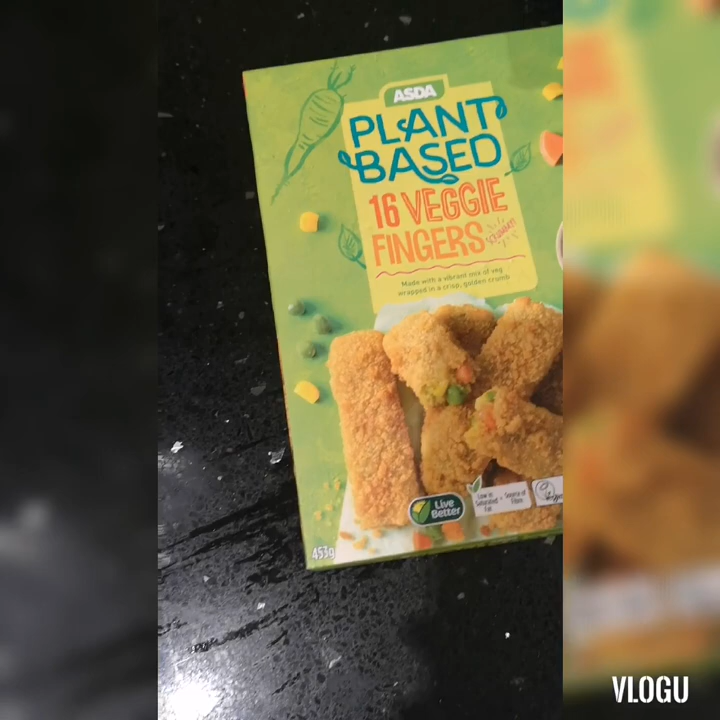 ASDA
PLANT
BASED
16 VEGGIE
FINGERS
Made with a vibrant mix of veg
wrapped in a crisp, golden crumb
Live
Better
Low in
Saturated
Fat
Source of
Fibre
453g
VLOGU